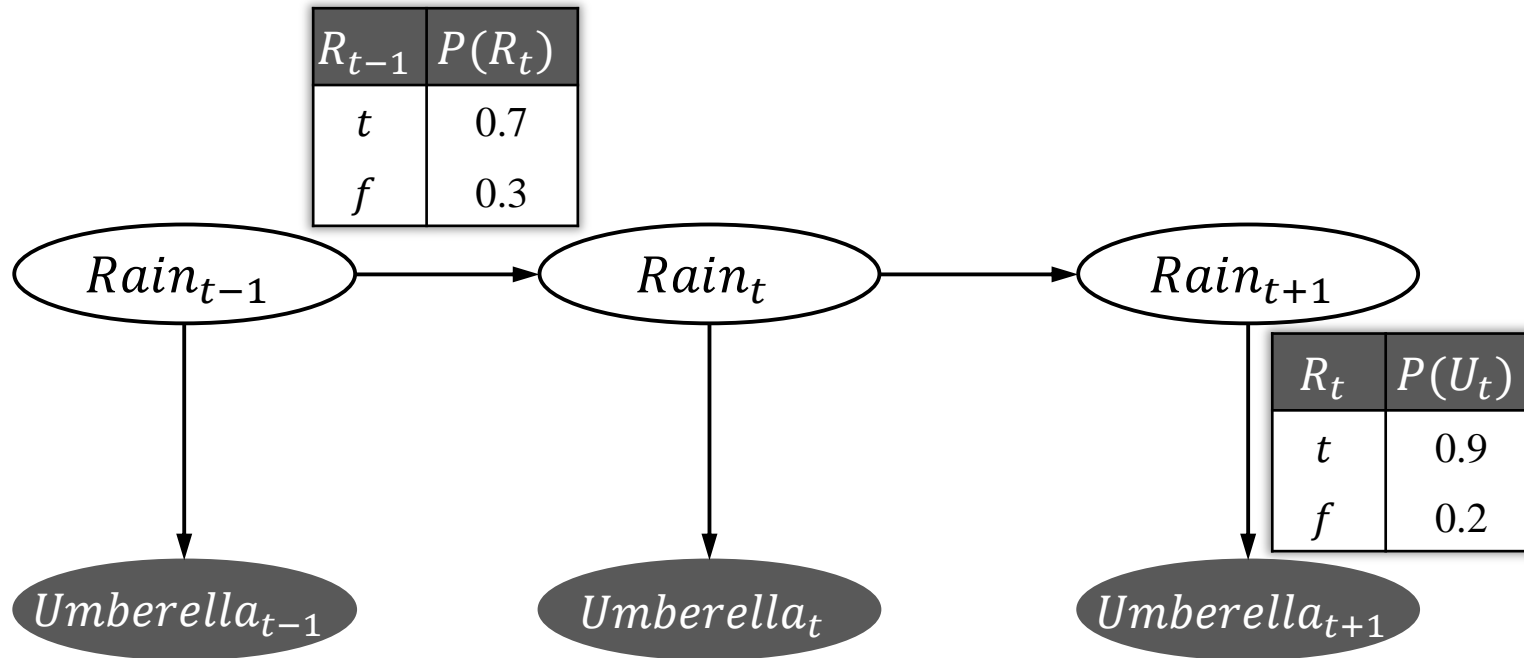 R_{t−1} P(R_t)
t 0.7
f 0.3
Rain_{t−1} Rain_t Rain_{t+1}
R_t P(U_t)
t 0.9
f 0.2
Umberella_{t−1} Umberella_t Umberella_{t+1}